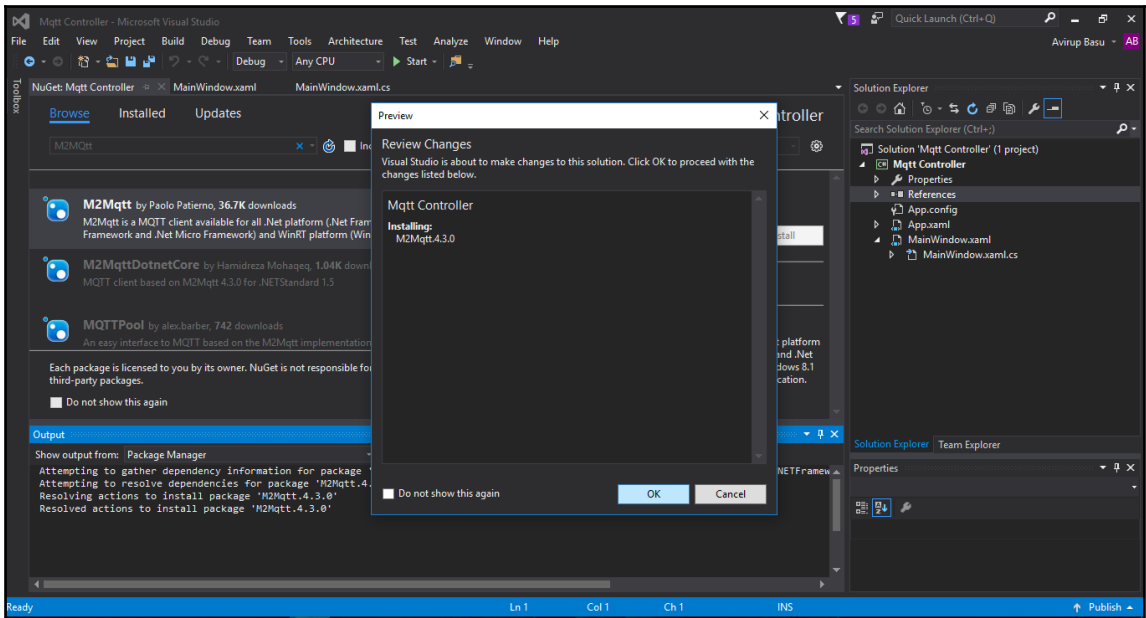 Mqtt Controller - Microsoft Visual Studio
5
Quick Launch (Ctrl+Q)
File Edit View Project Build Debug Team Tools Architecture Test Analyze Window Help
Avirup Basu
AB
Debug Any CPU Start
Toolbox
NuGet: Mqtt Controller MainWindow.xaml MainWindow.xaml.cs
Browse Installed Updates
ntroller
M2MQtt
Inc
M2Mqtt by Paolo Patierno, 36.7K downloads
M2Mqtt is a MQTT client available for all .Net platform (.Net Fram
Framework and .Net Micro Framework) and WinRT platform (Win
stall
M2MqttDotnetCore by Hamidreza Mohaqeq, 1.04K downl
MQTT client based on M2Mqtt 4.3.0 for .NETStandard 1.5
MQTTPool by alex.barber, 742 downloads
An easy interface to MQTT based on the M2Mqtt implementation
Each package is licensed to you by its owner. NuGet is not responsible fo
third-party packages.
Do not show this again
t platform
and .Net
dows 8.1
cation.
Preview
Review Changes
Visual Studio is about to make changes to this solution. Click OK to proceed with the
changes listed below.
Mqtt Controller
Installing:
M2Mqtt.4.3.0
Do not show this again
OK Cancel
Output
Show output from: Package Manager
Attempting to gather dependency information for package '
NETFramew
Attempting to resolve dependencies for package 'M2Mqtt.4.
Resolving actions to install package 'M2Mqtt.4.3.0'
Resolved actions to install package 'M2Mqtt.4.3.0'
Solution Explorer
Search Solution Explorer (Ctrl+;)
Solution 'Mqtt Controller' (1 project)
C# Mqtt Controller
Properties
References
App.config
App.xaml
MainWindow.xaml
MainWindow.xaml.cs
Solution Explorer Team Explorer
Properties
Ready Ln 1 Col 1 Ch 1 INS Publish